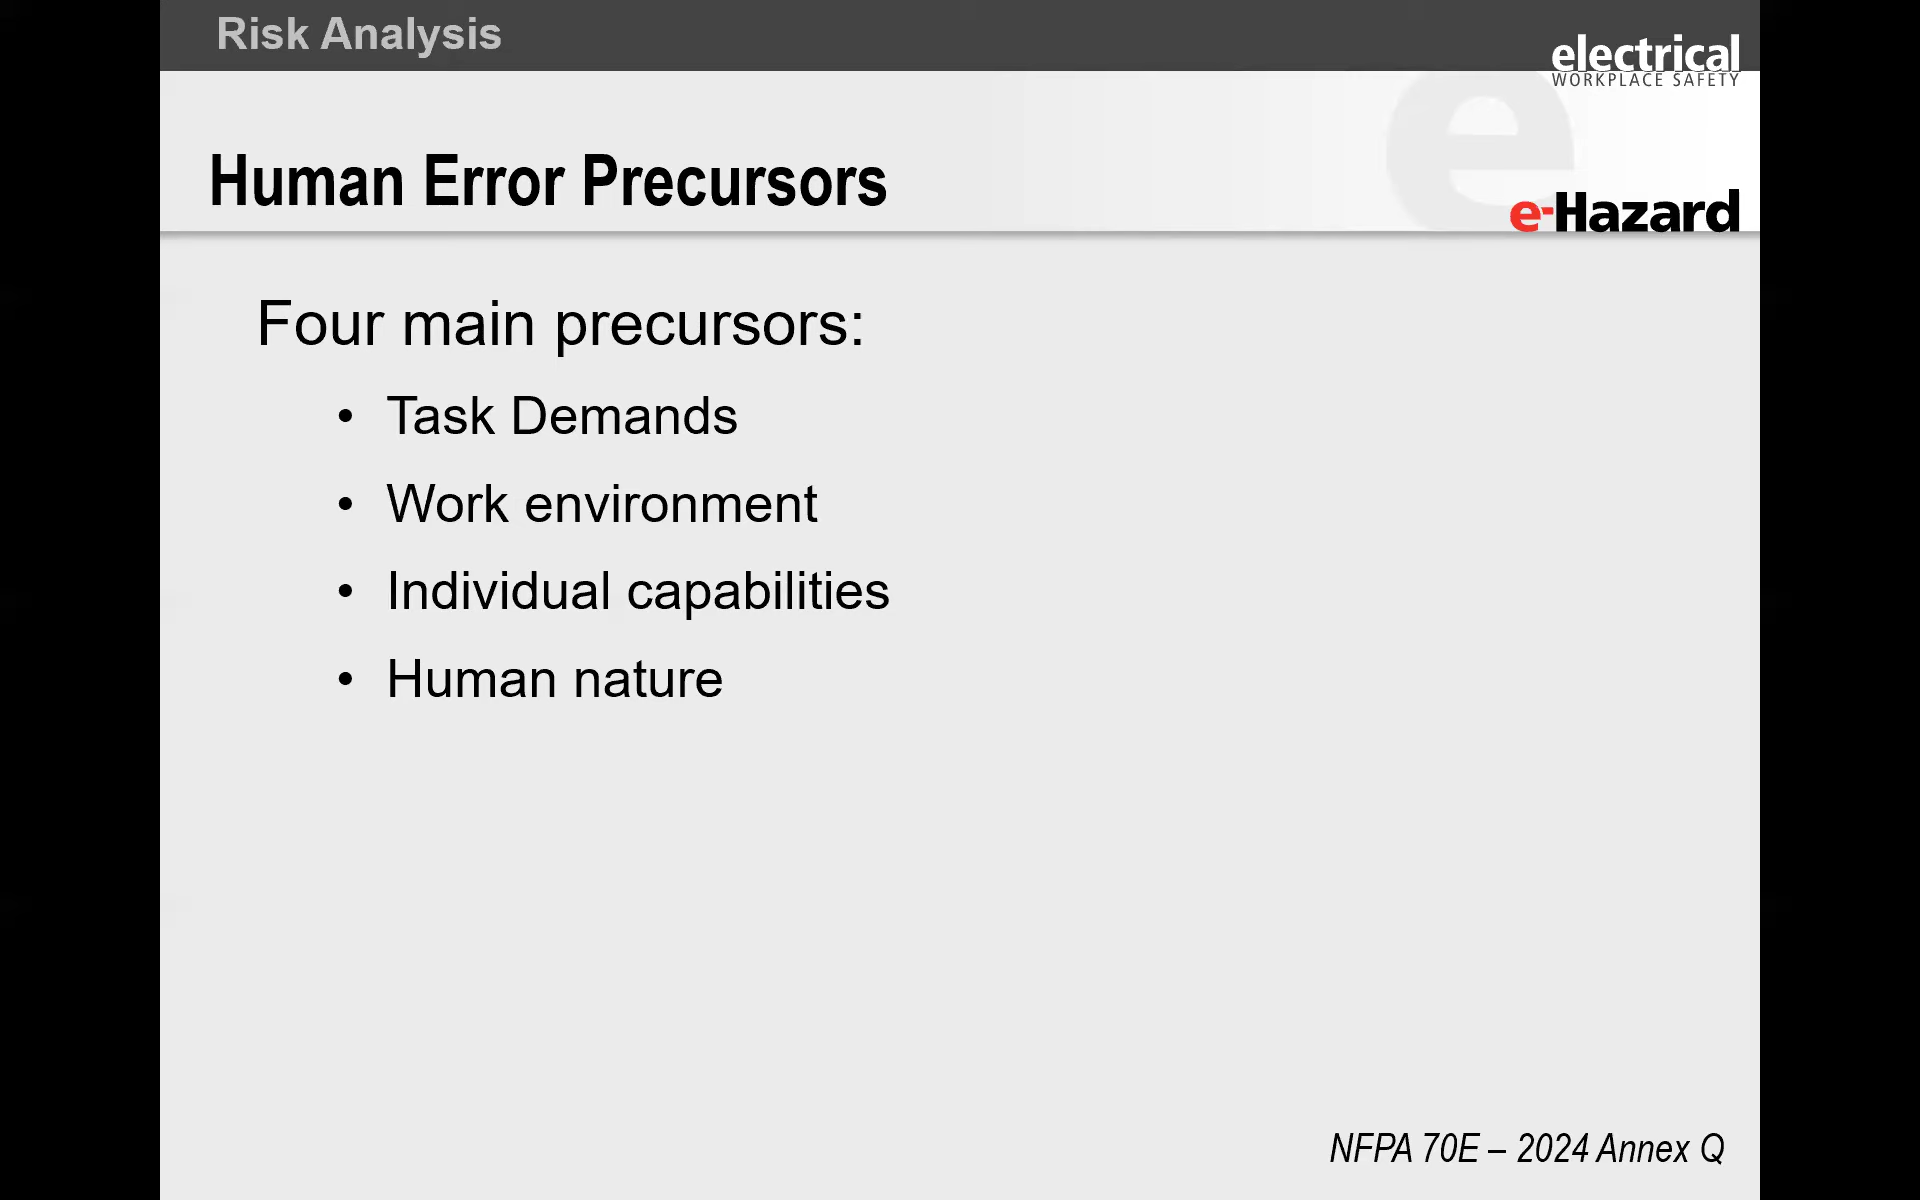 Risk Analysis
electrical
WORKPLACE SAFETY
Human Error Precursors
e-Hazard
Four main precursors:
• Task Demands
• Work environment
• Individual capabilities
• Human nature
NFPA 70E – 2024 Annex Q